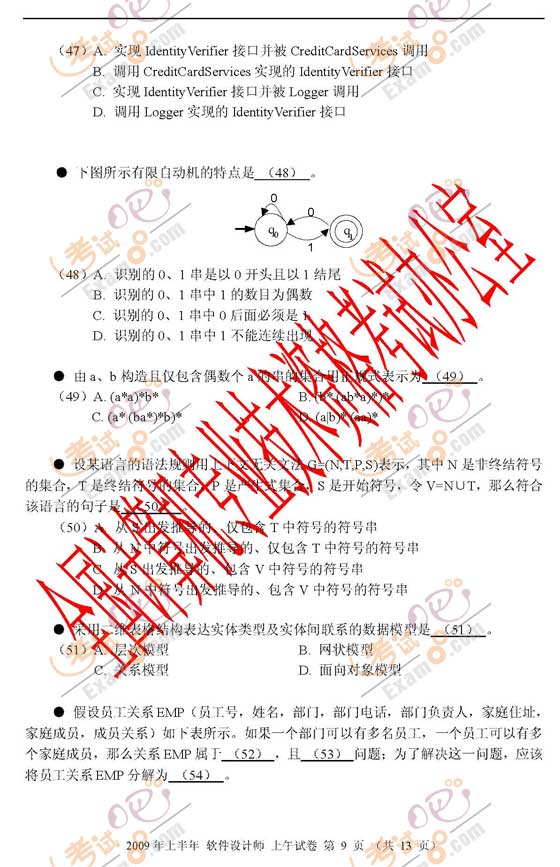 (47) A. 实现 IdentityVerifier 接口并被 CreditCardServices 调用
B. 调用 CreditCardServices 实现的 IdentityVerifier 接口
C. 实现 IdentityVerifier 接口并被 Logger 调用
D. 调用 Logger 实现的 IdentityVerifier 接口
● 下图所示有限自动机的特点是 (48) 。
0
0
q0
q1
1
(48) A. 识别的 0、1 串是以 0 开头且以 1 结尾
B. 识别的 0、1 串中 1 的数目为偶数
C. 识别的 0、1 串中 0 后面必须是 1
D. 识别的 0、1 串中 1 不能连续出现
● 由 a、b 构造且仅包含偶数个 a 的串的集合用正规式表示为 (49) 。
(49) A. (a*a)*b* B. (b*(ab*a)*)*
C. (a*(ba*)*b)* D. (a|b)*(aa)*
● 设某语言的语法规则用上下文无关文法 G=(N,T,P,S)表示，其中 N 是非终结符号
的集合，T 是终结符号的集合，P 是产生式集合，S 是开始符号，令 V=N∪T，那么符合
该语言的句子是 (50) 。
(50) A. 从 S 出发推导的、仅包含 T 中符号的符号串
B. 从 N 中符号出发推导的、仅包含 T 中符号的符号串
C. 从 S 出发推导的、包含 V 中符号的符号串
D. 从 N 中符号出发推导的、包含 V 中符号的符号串
● 采用二维表格结构表达实体类型及实体间联系的数据模型是 (51) 。
(51) A. 层次模型 B. 网状模型
C. 关系模型 D. 面向对象模型
● 假设员工关系 EMP（员工号，姓名，部门，部门电话，部门负责人，家庭住址，
家庭成员，成员关系）如下表所示。如果一个部门可以有多名员工，一个员工可以有多
个家庭成员，那么关系 EMP 属于 (52) ，且 (53) 问题；为了解决这一问题，应该
将员工关系 EMP 分解为 (54) 。
2009 年上半年 软件设计师 上午试卷 第 9 页 （共 13 页）